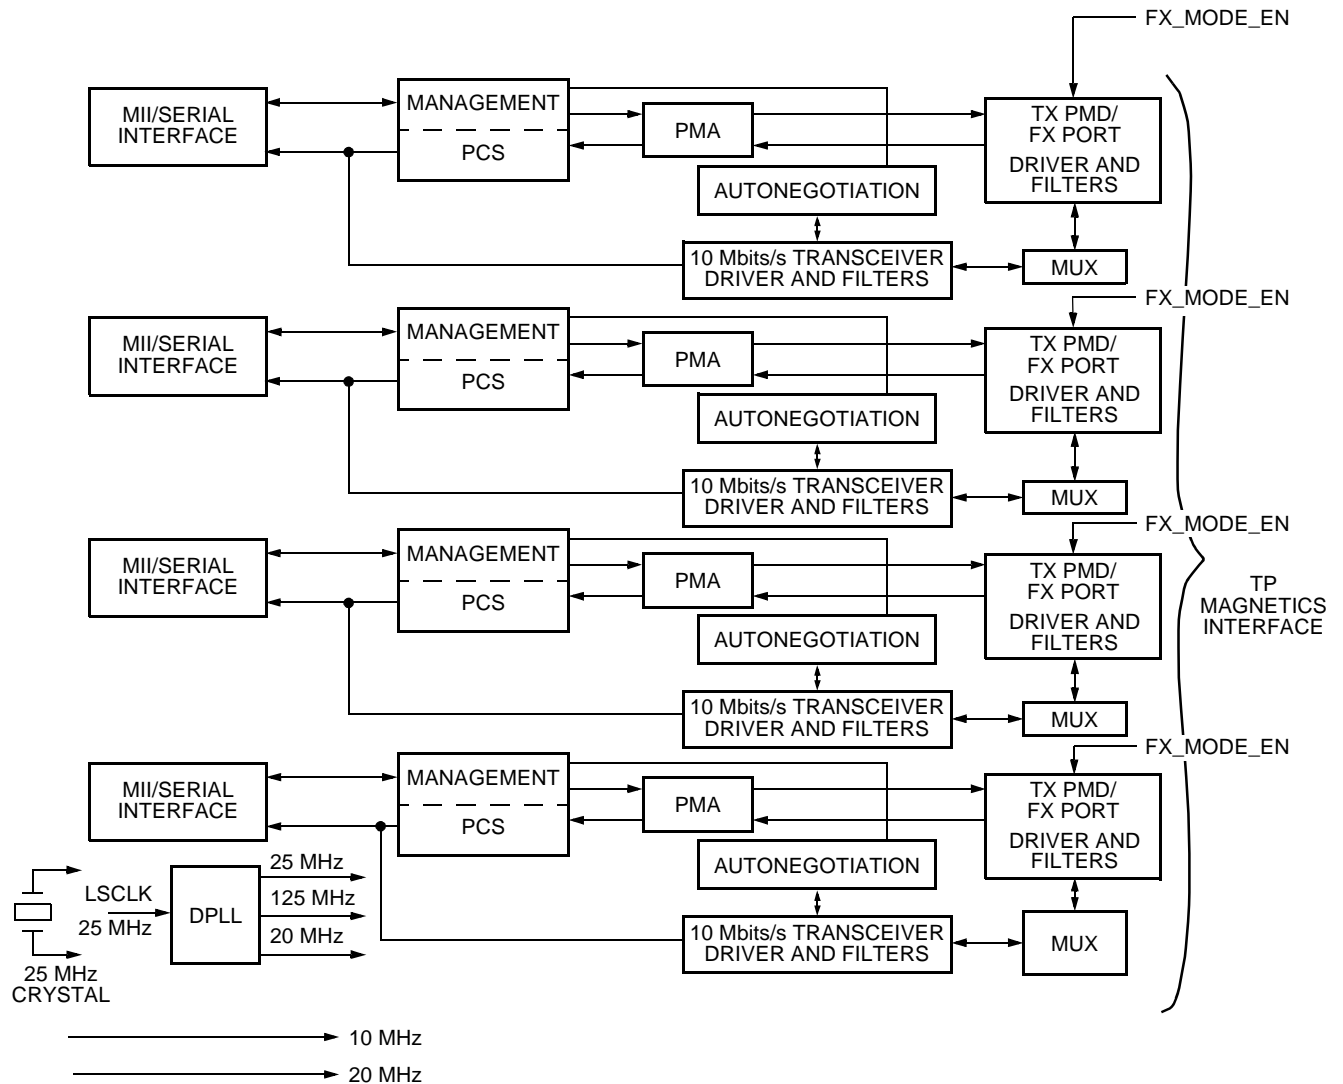 FX_MODE_EN
MII/SERIAL
INTERFACE
MANAGEMENT
PCS
PMA
TX PMD/
FX PORT
DRIVER AND
FILTERS
AUTONEGOTIATION
10 Mbits/s TRANSCEIVER
DRIVER AND FILTERS
MUX
FX_MODE_EN
MII/SERIAL
INTERFACE
MANAGEMENT
PCS
PMA
TX PMD/
FX PORT
DRIVER AND
FILTERS
AUTONEGOTIATION
10 Mbits/s TRANSCEIVER
DRIVER AND FILTERS
MUX
FX_MODE_EN
MII/SERIAL
INTERFACE
MANAGEMENT
PCS
PMA
TX PMD/
FX PORT
DRIVER AND
FILTERS
TP
MAGNETICS
INTERFACE
AUTONEGOTIATION
10 Mbits/s TRANSCEIVER
DRIVER AND FILTERS
MUX
FX_MODE_EN
MII/SERIAL
INTERFACE
MANAGEMENT
PCS
PMA
TX PMD/
FX PORT
DRIVER AND
FILTERS
AUTONEGOTIATION
10 Mbits/s TRANSCEIVER
DRIVER AND FILTERS
MUX
LSCLK
25 MHz
DPLL
25 MHz
125 MHz
20 MHz
25 MHz
CRYSTAL
10 MHz
20 MHz